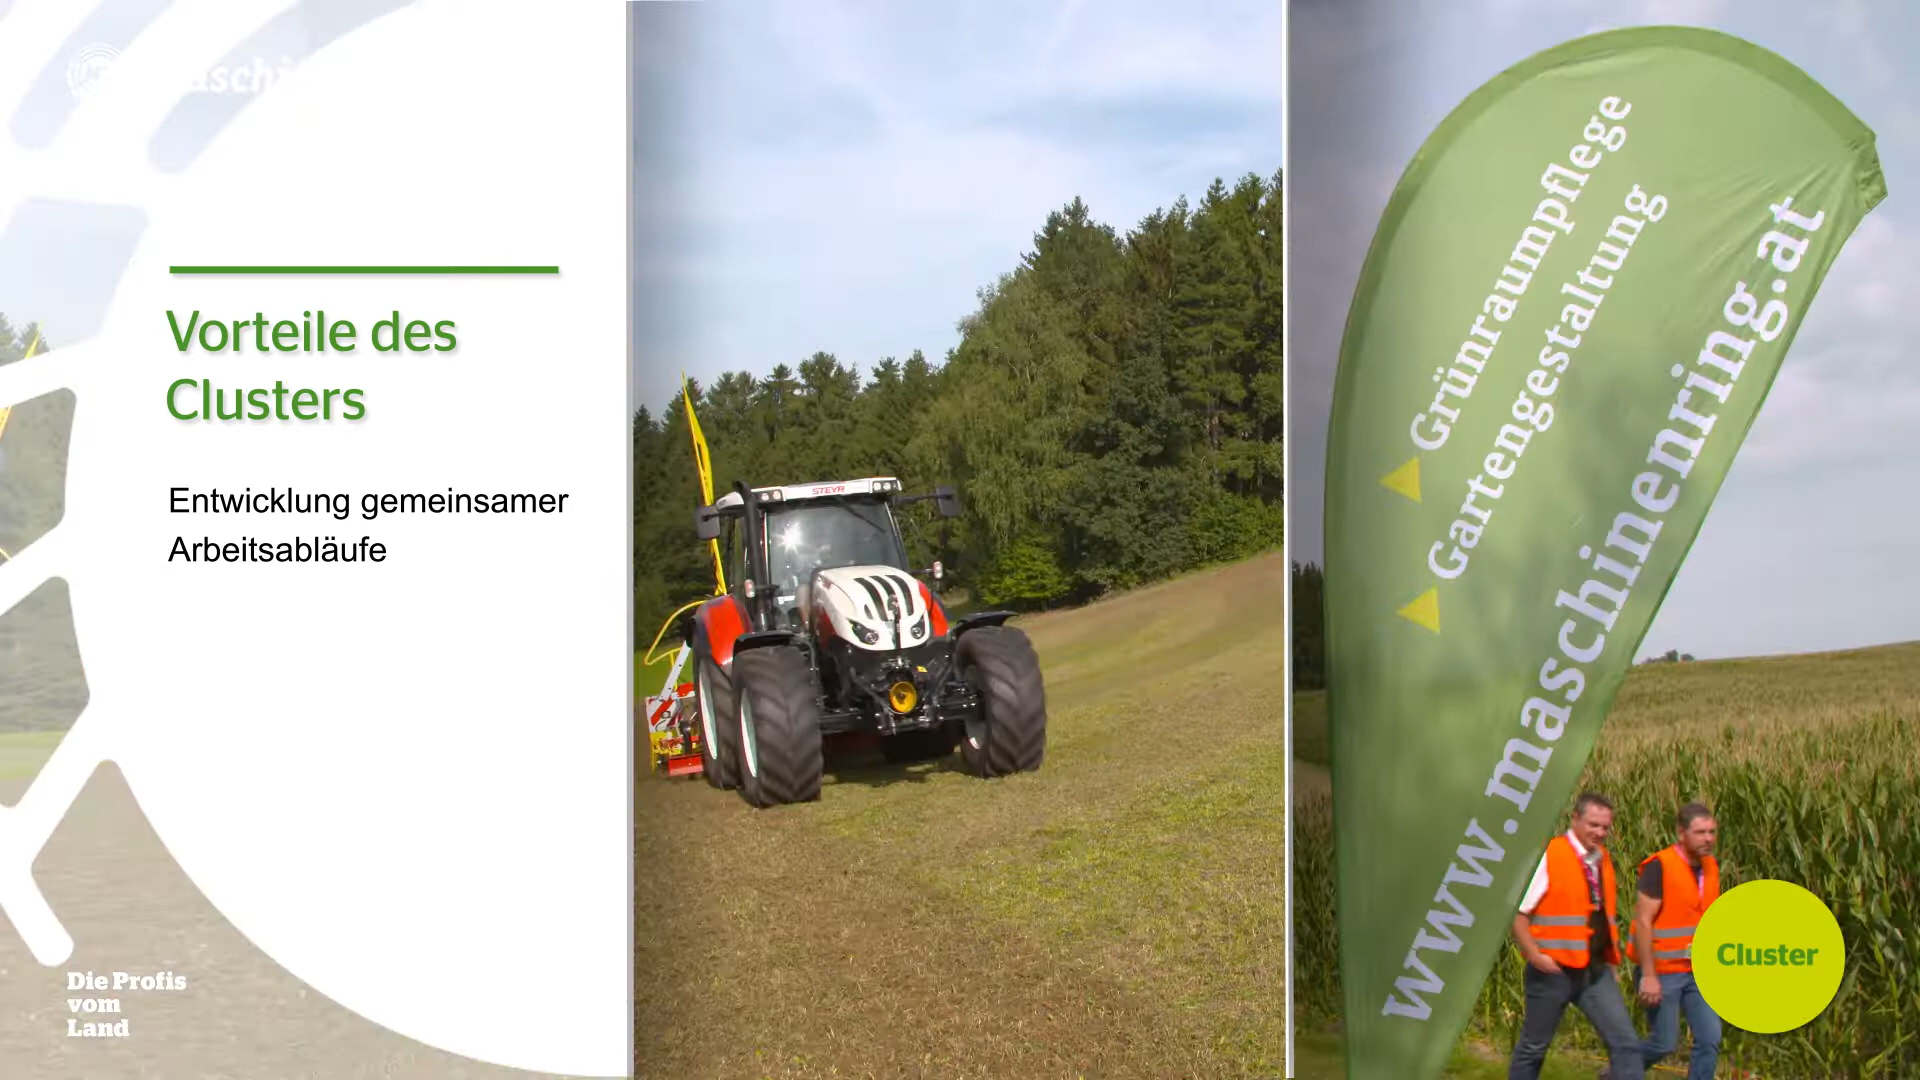 Vorteile des
Clusters
Entwicklung gemeinsamer
Arbeitsabläufe
Die Profis
vom
Land
STEYR
Grünraumpflege
Gartengestaltung
www.maschinenring.at
Cluster